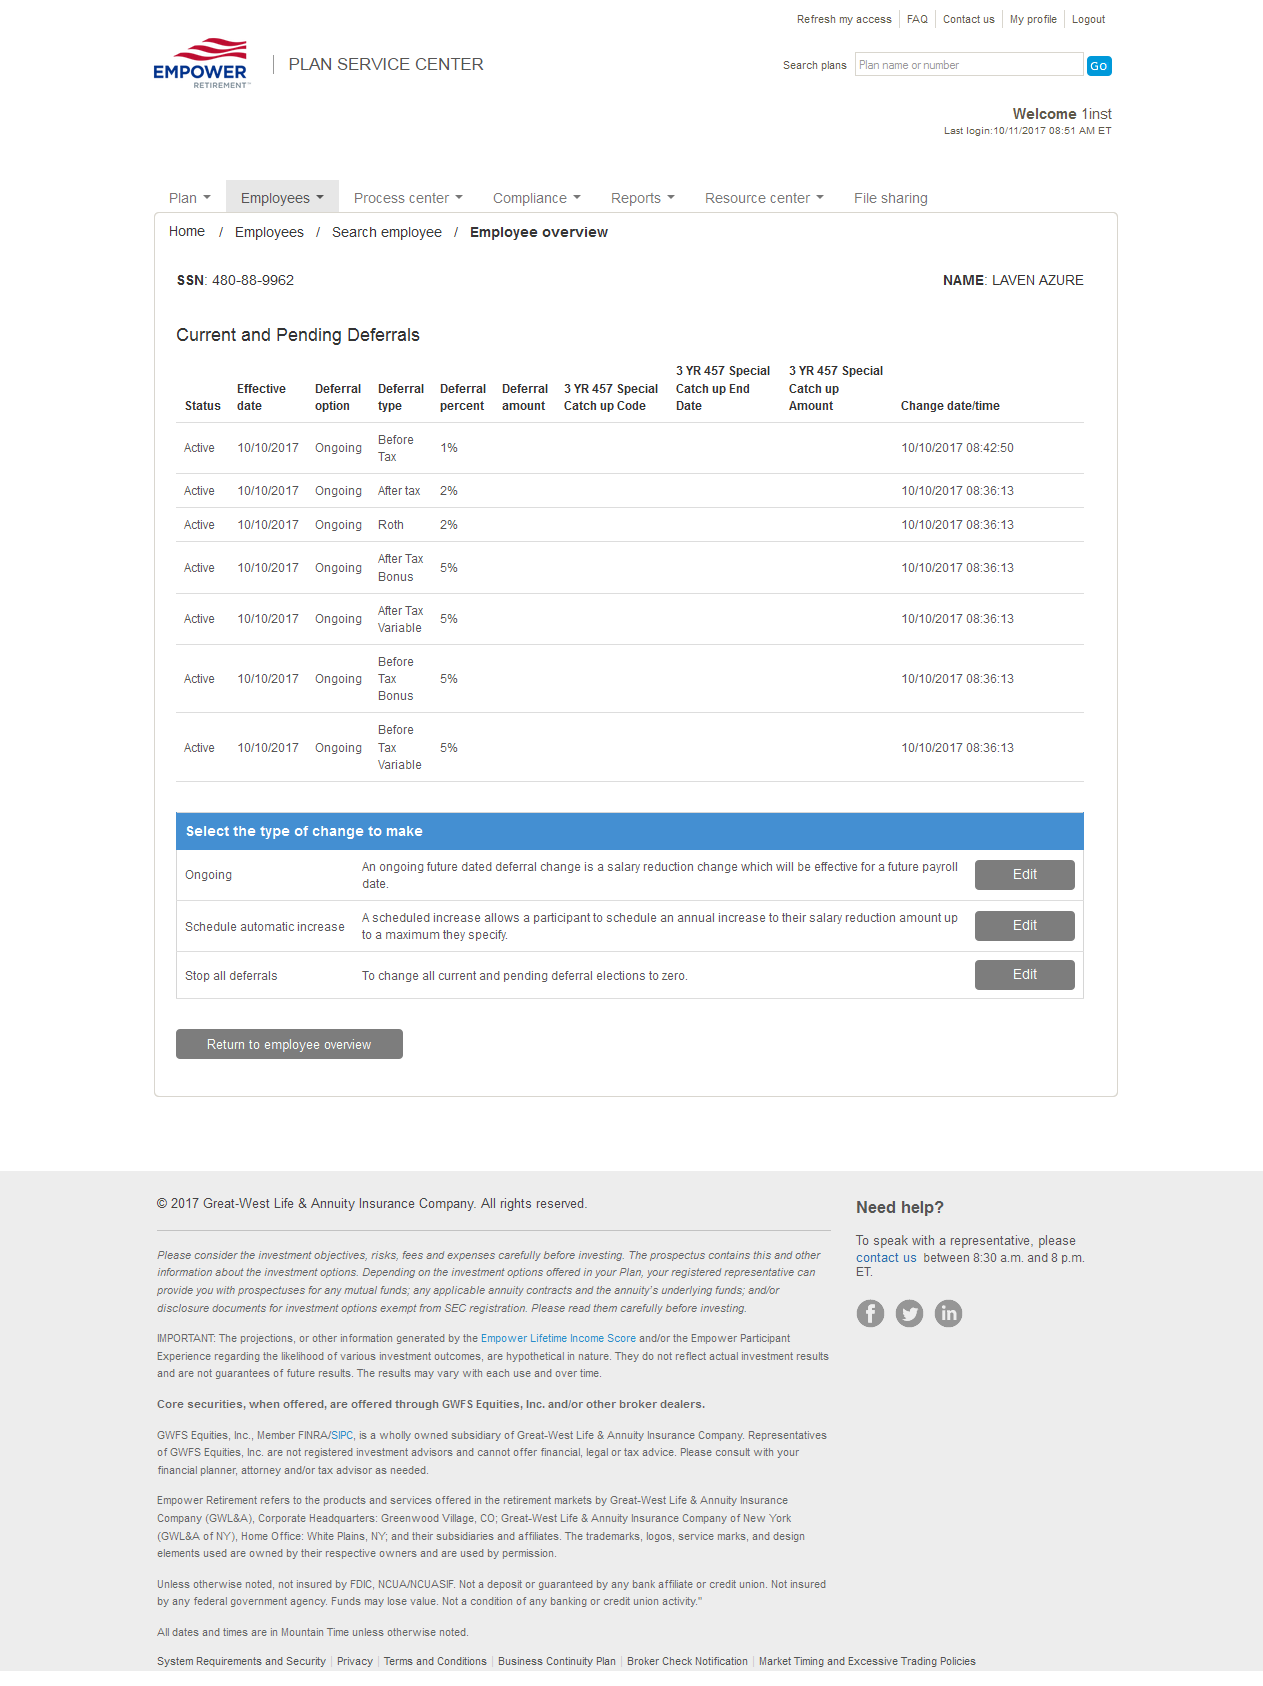 Refresh my access | FAQ | Contact us | My profile | Logout
EMPOWER
RETIREMENT™
PLAN SERVICE CENTER
Search plans Plan name or number Go
Welcome 1inst
Last login:10/11/2017 08:51 AM ET
Plan Employees Process center Compliance Reports Resource center File sharing
Home / Employees / Search employee / Employee overview
SSN: 480-88-9962 NAME: LAVEN AZURE
Current and Pending Deferrals
Status Effective date Deferral option Deferral type Deferral percent Deferral amount 3 YR 457 Special Catch up Code 3 YR 457 Special Catch up End Date 3 YR 457 Special Catch up Amount Change date/time
Active 10/10/2017 Ongoing Before Tax 1% 10/10/2017 08:42:50
Active 10/10/2017 Ongoing After tax 2% 10/10/2017 08:36:13
Active 10/10/2017 Ongoing Roth 2% 10/10/2017 08:36:13
Active 10/10/2017 Ongoing After Tax Bonus 5% 10/10/2017 08:36:13
Active 10/10/2017 Ongoing After Tax Variable 5% 10/10/2017 08:36:13
Active 10/10/2017 Ongoing Before Tax Bonus 5% 10/10/2017 08:36:13
Active 10/10/2017 Ongoing Before Tax Variable 5% 10/10/2017 08:36:13
Select the type of change to make
Ongoing An ongoing future dated deferral change is a salary reduction change which will be effective for a future payroll date. Edit
Schedule automatic increase A scheduled increase allows a participant to schedule an annual increase to their salary reduction amount up to a maximum they specify. Edit
Stop all deferrals To change all current and pending deferral elections to zero. Edit
Return to employee overview
© 2017 Great-West Life & Annuity Insurance Company. All rights reserved.
Please consider the investment objectives, risks, fees and expenses carefully before investing. The prospectus contains this and other
information about the investment options. Depending on the investment options offered in your Plan, your registered representative can
provide you with prospectuses for any mutual funds; any applicable annuity contracts and the annuity's underlying funds; and/or
disclosure documents for investment options exempt from SEC registration. Please read them carefully before investing.
IMPORTANT: The projections, or other information generated by the Empower Lifetime Income Score and/or the Empower Participant
Experience regarding the likelihood of various investment outcomes, are hypothetical in nature. They do not reflect actual investment results
and are not guarantees of future results. The results may vary with each use and over time.
Core securities, when offered, are offered through GWFS Equities, Inc. and/or other broker dealers.
GWFS Equities, Inc., Member FINRA/SIPC, is a wholly owned subsidiary of Great-West Life & Annuity Insurance Company. Representatives
of GWFS Equities, Inc. are not registered investment advisors and cannot offer financial, legal or tax advice. Please consult with your
financial planner, attorney and/or tax advisor as needed.
Empower Retirement refers to the products and services offered in the retirement markets by Great-West Life & Annuity Insurance
Company (GWL&A), Corporate Headquarters: Greenwood Village, CO; Great-West Life & Annuity Insurance Company of New York
(GWL&A of NY), Home Office: White Plains, NY; and their subsidiaries and affiliates. The trademarks, logos, service marks, and design
elements used are owned by their respective owners and are used by permission.
Unless otherwise noted, not insured by FDIC, NCUA/NCUASIF. Not a deposit or guaranteed by any bank affiliate or credit union. Not insured
by any federal government agency. Funds may lose value. Not a condition of any banking or credit union activity."
All dates and times are in Mountain Time unless otherwise noted.
System Requirements and Security | Privacy | Terms and Conditions | Business Continuity Plan | Broker Check Notification | Market Timing and Excessive Trading Policies
Need help?
To speak with a representative, please
contact us between 8:30 a.m. and 8 p.m.
ET.